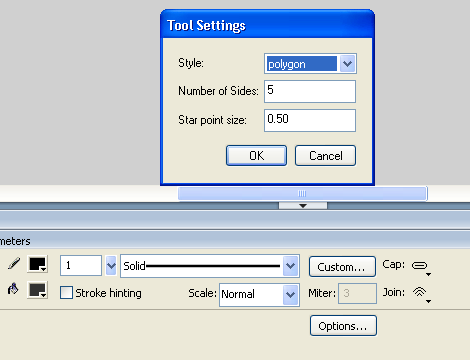 Tool Settings
Style: polygon
Number of Sides: 5
Star point size: 0.50
OK Cancel
meters
1 Solid Custom... Cap:
Stroke hinting Scale: Normal Miter: 3 Join:
Options...